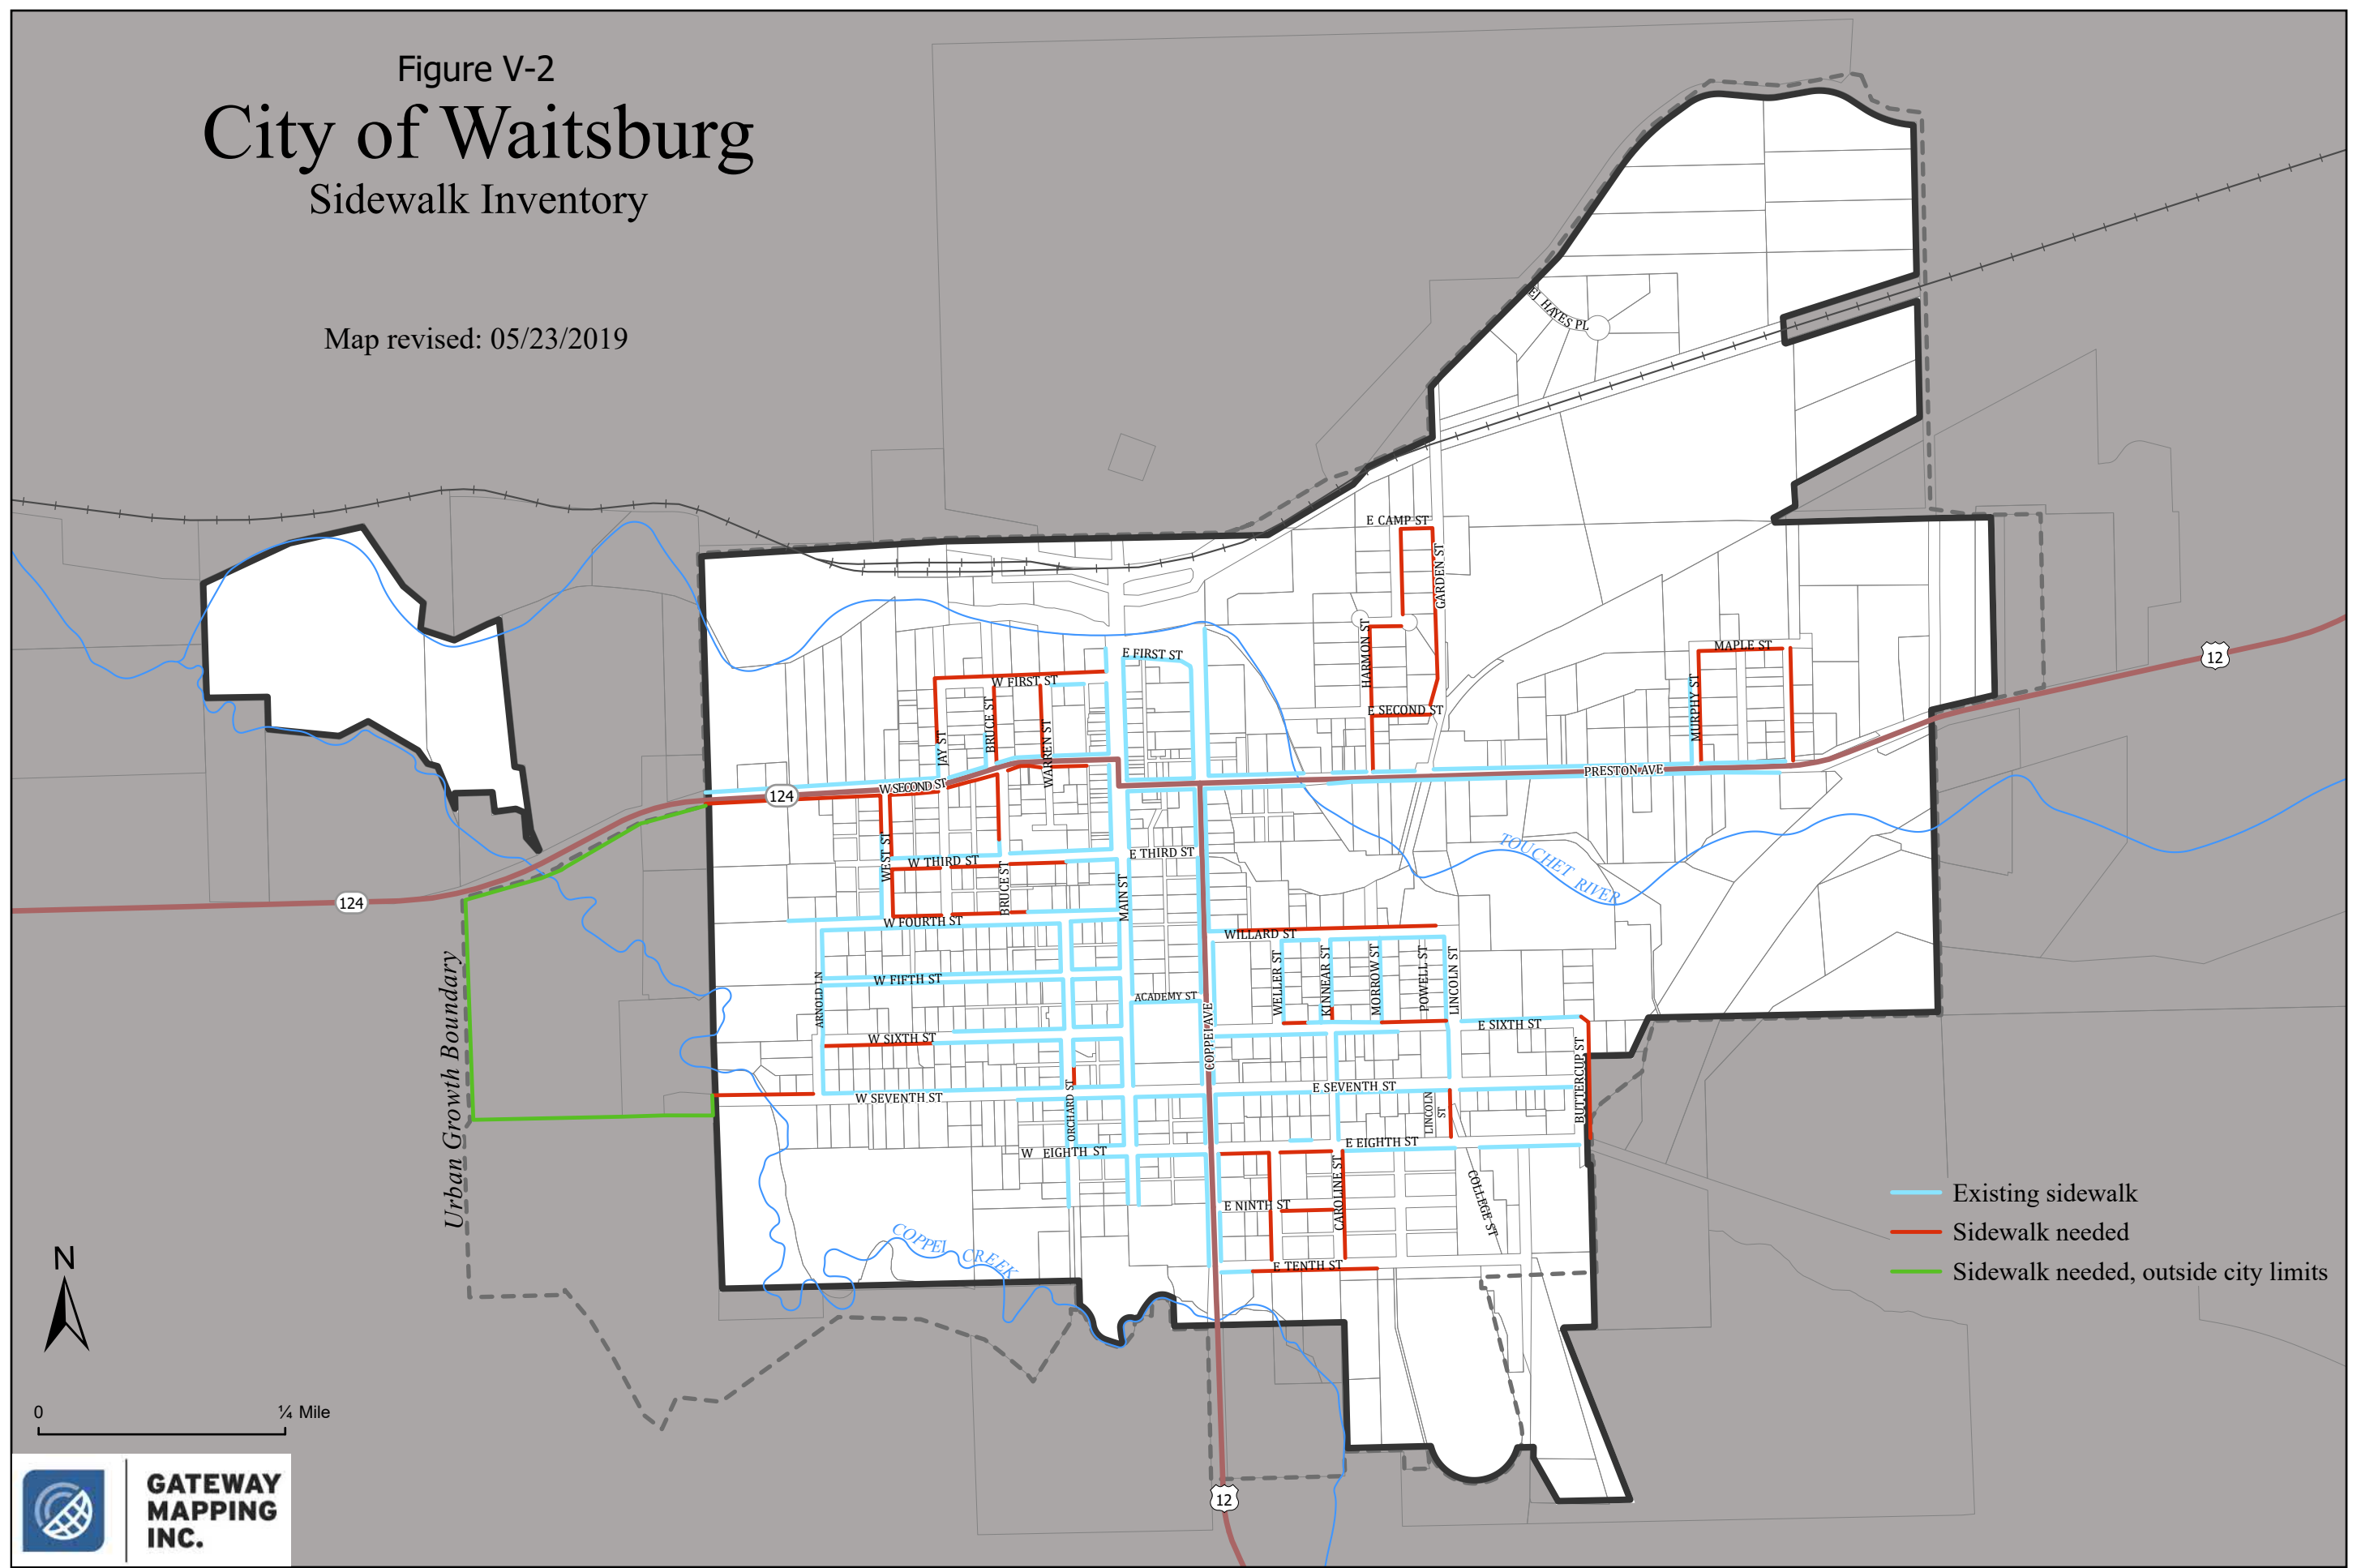 Figure V-2
City of Waitsburg
Sidewalk Inventory
Map revised: 05/23/2019
EJ HAYES PL
E CAMP ST
GARDEN ST
HARMON ST
E FIRST ST
W FIRST ST
BRUCE ST
JAY ST
WARREN ST
E SECOND ST
MAPLE ST
MURPHY ST
12
PRESTON AVE
W SECOND ST
124
124
WEST ST
W THIRD ST
BRUCE ST
E THIRD ST
MAIN ST
TOUCHET RIVER
W FOURTH ST
WILLARD ST
WELLER ST
KINNEAR ST
MORROW ST
POWELL ST
LINCOLN ST
ARNOLD LN
W FIFTH ST
ACADEMY ST
COPPEI AVE
W SIXTH ST
E SIXTH ST
BUTTERCUP ST
W SEVENTH ST
ORCHARD ST
E SEVENTH ST
LINCOLN
ST
W EIGHTH ST
E EIGHTH ST
CAROLINE ST
COLLEGE ST
E NINTH ST
E TENTH ST
COPPEI CREEK
Urban Growth Boundary
12
Existing sidewalk
Sidewalk needed
Sidewalk needed, outside city limits
N
0 ¼ Mile
GATEWAY
MAPPING
INC.